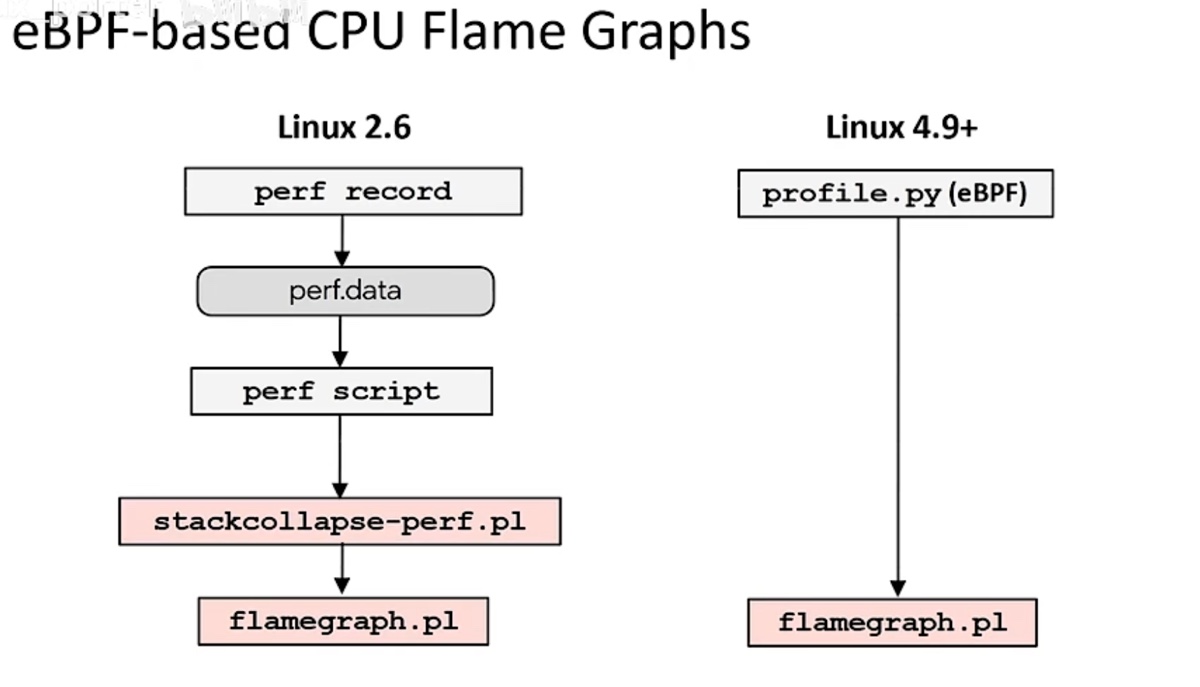 eBPF-based CPU Flame Graphs
Linux 2.6
perf record
perf.data
perf script
stackcollapse-perf.pl
flamegraph.pl
Linux 4.9+
profile.py (eBPF)
flamegraph.pl